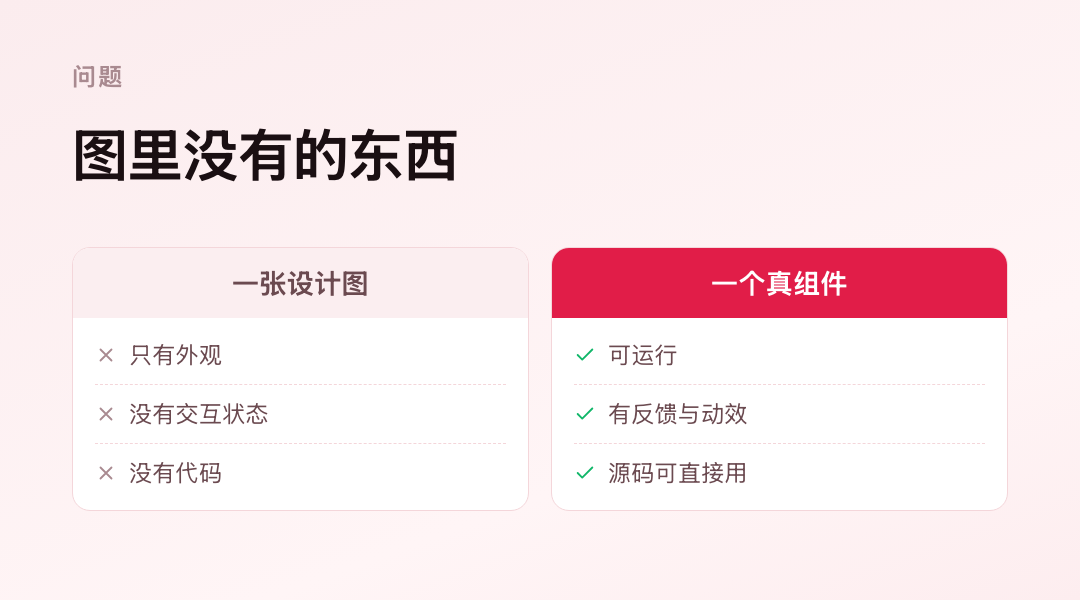 问题
图里没有的东西
一张设计图
只有外观
没有交互状态
没有代码
一个真组件
可运行
有反馈与动效
源码可直接用